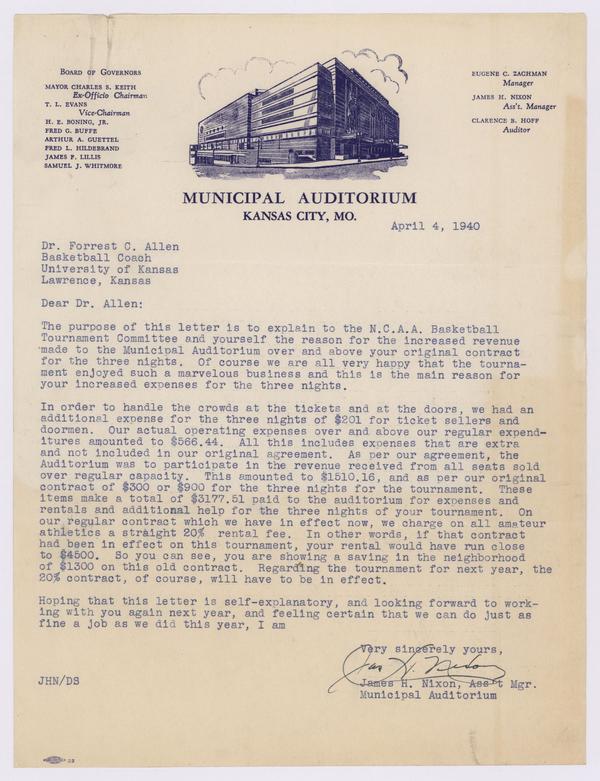 BOARD OF GOVERNORS
MAYOR CHARLES S. KEITH
Ex-Officio Chairman
T. L. EVANS
Vice-Chairman
H. E. BONING, JR.
FRED G. BUFFE
ARTHUR A. GUETTEL
FRED L. HILDEBRAND
JAMES F. LILLIS
SAMUEL J. WHITMORE
EUGENE C. ZACHMAN
Manager
JAMES H. NIXON
Ass't. Manager
CLARENCE B. HOFF
Auditor
MUNICIPAL AUDITORIUM
KANSAS CITY, MO.
April 4, 1940
Dr. Forrest C. Allen
Basketball Coach
University of Kansas
Lawrence, Kansas
Dear Dr. Allen:
The purpose of this letter is to explain to the N.C.A.A. Basketball
Tournament Committee and yourself the reason for the increased revenue
made to the Municipal Auditorium over and above your original contract
for the three nights. Of course we are all very happy that the tourna-
ment enjoyed such a marvelous business and this is the main reason for
your increased expenses for the three nights.
In order to handle the crowds at the tickets and at the doors, we had an
additional expense for the three nights of $201 for ticket sellers and
doormen. Our actual operating expenses over and above our regular expend-
itures amounted to $566.44. All this includes expenses that are extra
and not included in our original agreement. As per our agreement, the
Auditorium was to participate in the revenue received from all seats sold
over regular capacity. This amounted to $1510.16, and as per our original
contract of $300 or $900 for the three nights for the tournament. These
items make a total of $3177.51 paid to the auditorium for expenses and
rentals and additional help for the three nights of your tournament. On
our regular contract which we have in effect now, we charge on all amateur
athletics a straight 20% rental fee. In other words, if that contract
had been in effect on this tournament, your rental would have run close
to $4500. So you can see, you are showing a saving in the neighborhood
of $1300 on this old contract. Regarding the tournament for next year, the
20% contract, of course, will have to be in effect.
Hoping that this letter is self-explanatory, and looking forward to work-
ing with you again next year, and feeling certain that we can do just as
fine a job as we did this year, I am
Very sincerely yours,
Jas H. Nixon
JHN/DS
James H. Nixon, Ass't Mgr.
Municipal Auditorium